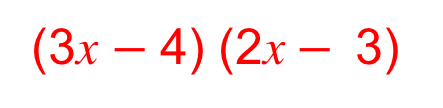 (3x – 4) (2x – 3)